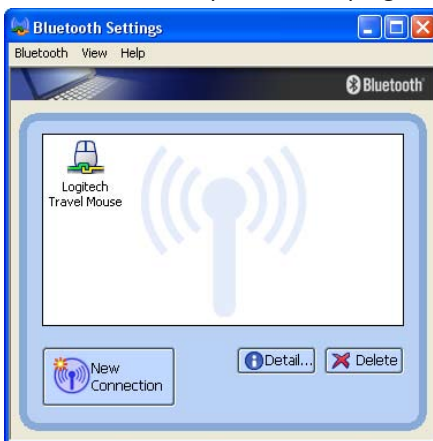 Bluetooth Settings
Bluetooth View Help
Bluetooth
Logitech
Travel Mouse
New
Connection
Detail...
Delete